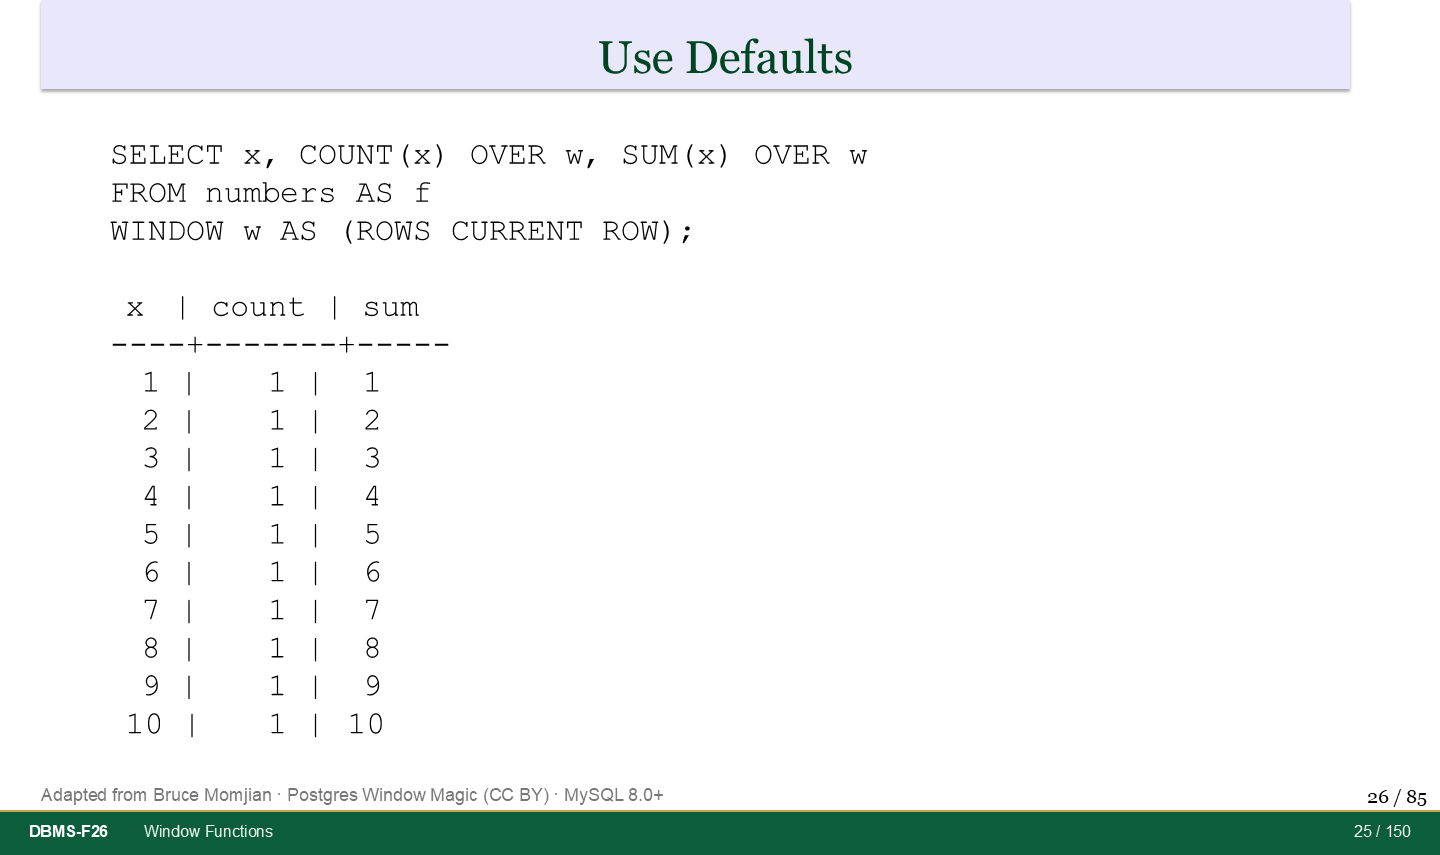 Use Defaults
SELECT x, COUNT(x) OVER w, SUM(x) OVER w
FROM numbers AS f
WINDOW w AS (ROWS CURRENT ROW);
 x  | count | sum
----+-------+-----
  1 |     1 |   1
  2 |     1 |   2
  3 |     1 |   3
  4 |     1 |   4
  5 |     1 |   5
  6 |     1 |   6
  7 |     1 |   7
  8 |     1 |   8
  9 |     1 |   9
 10 |     1 |  10
Adapted from Bruce Momjian · Postgres Window Magic (CC BY) · MySQL 8.0+
26 / 85
DBMS-F26 Window Functions 25 / 150